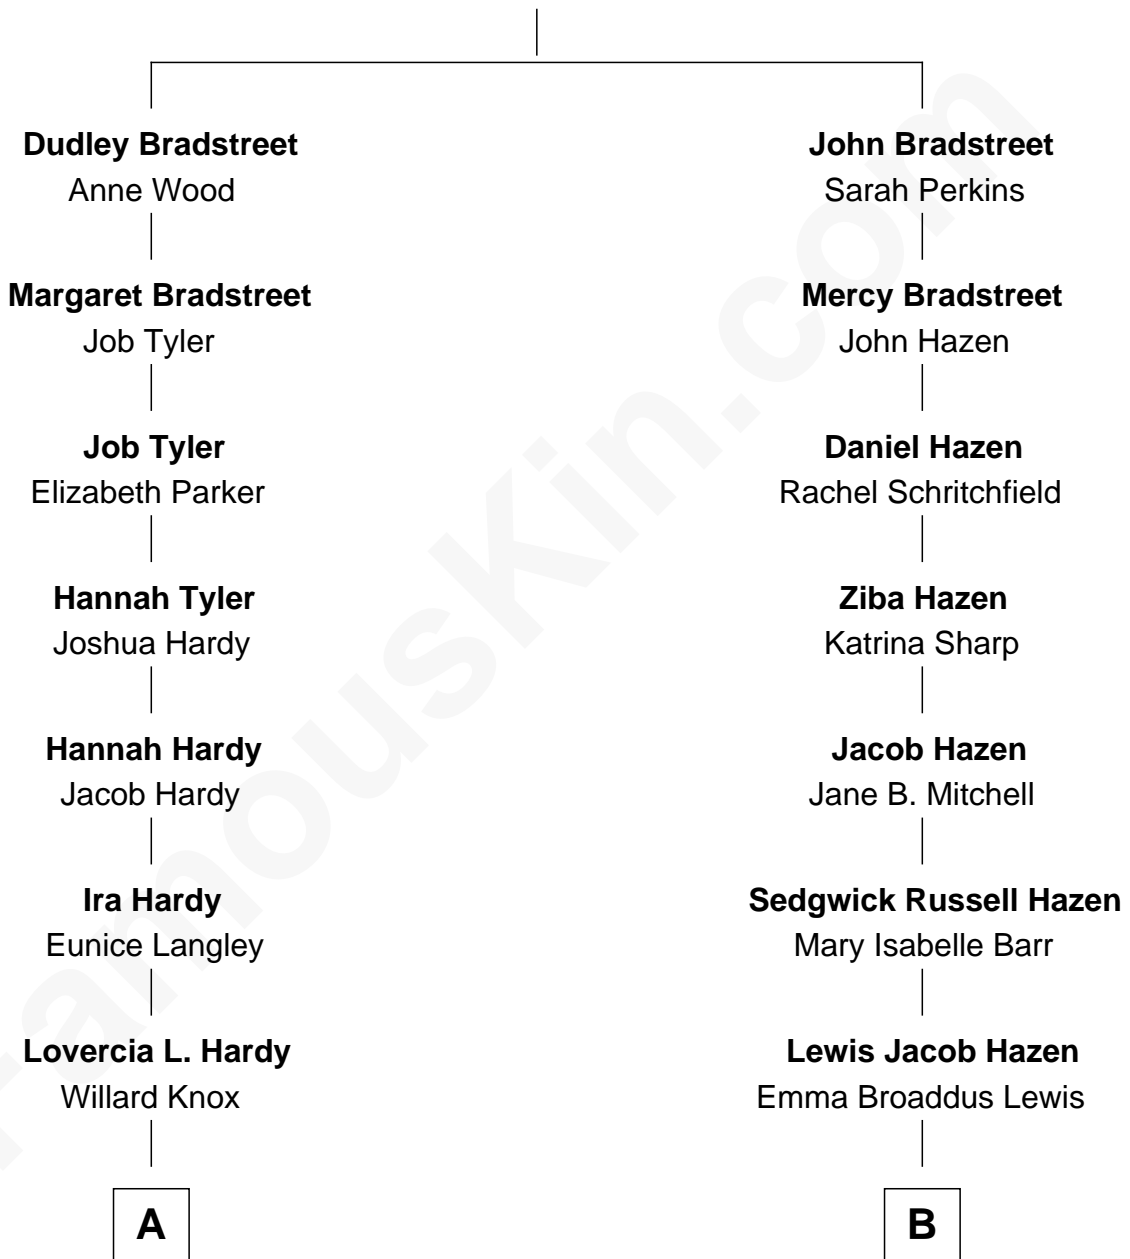 Dudley Bradstreet
Anne Wood
Margaret Bradstreet
Job Tyler
Job Tyler
Elizabeth Parker
Hannah Tyler
Joshua Hardy
Hannah Hardy
Jacob Hardy
Ira Hardy
Eunice Langley
Lovercia L. Hardy
Willard Knox
A
John Bradstreet
Sarah Perkins
Mercy Bradstreet
John Hazen
Daniel Hazen
Rachel Schritchfield
Ziba Hazen
Katrina Sharp
Jacob Hazen
Jane B. Mitchell
Sedgwick Russell Hazen
Mary Isabelle Barr
Lewis Jacob Hazen
Emma Broaddus Lewis
B
FamousKin.com